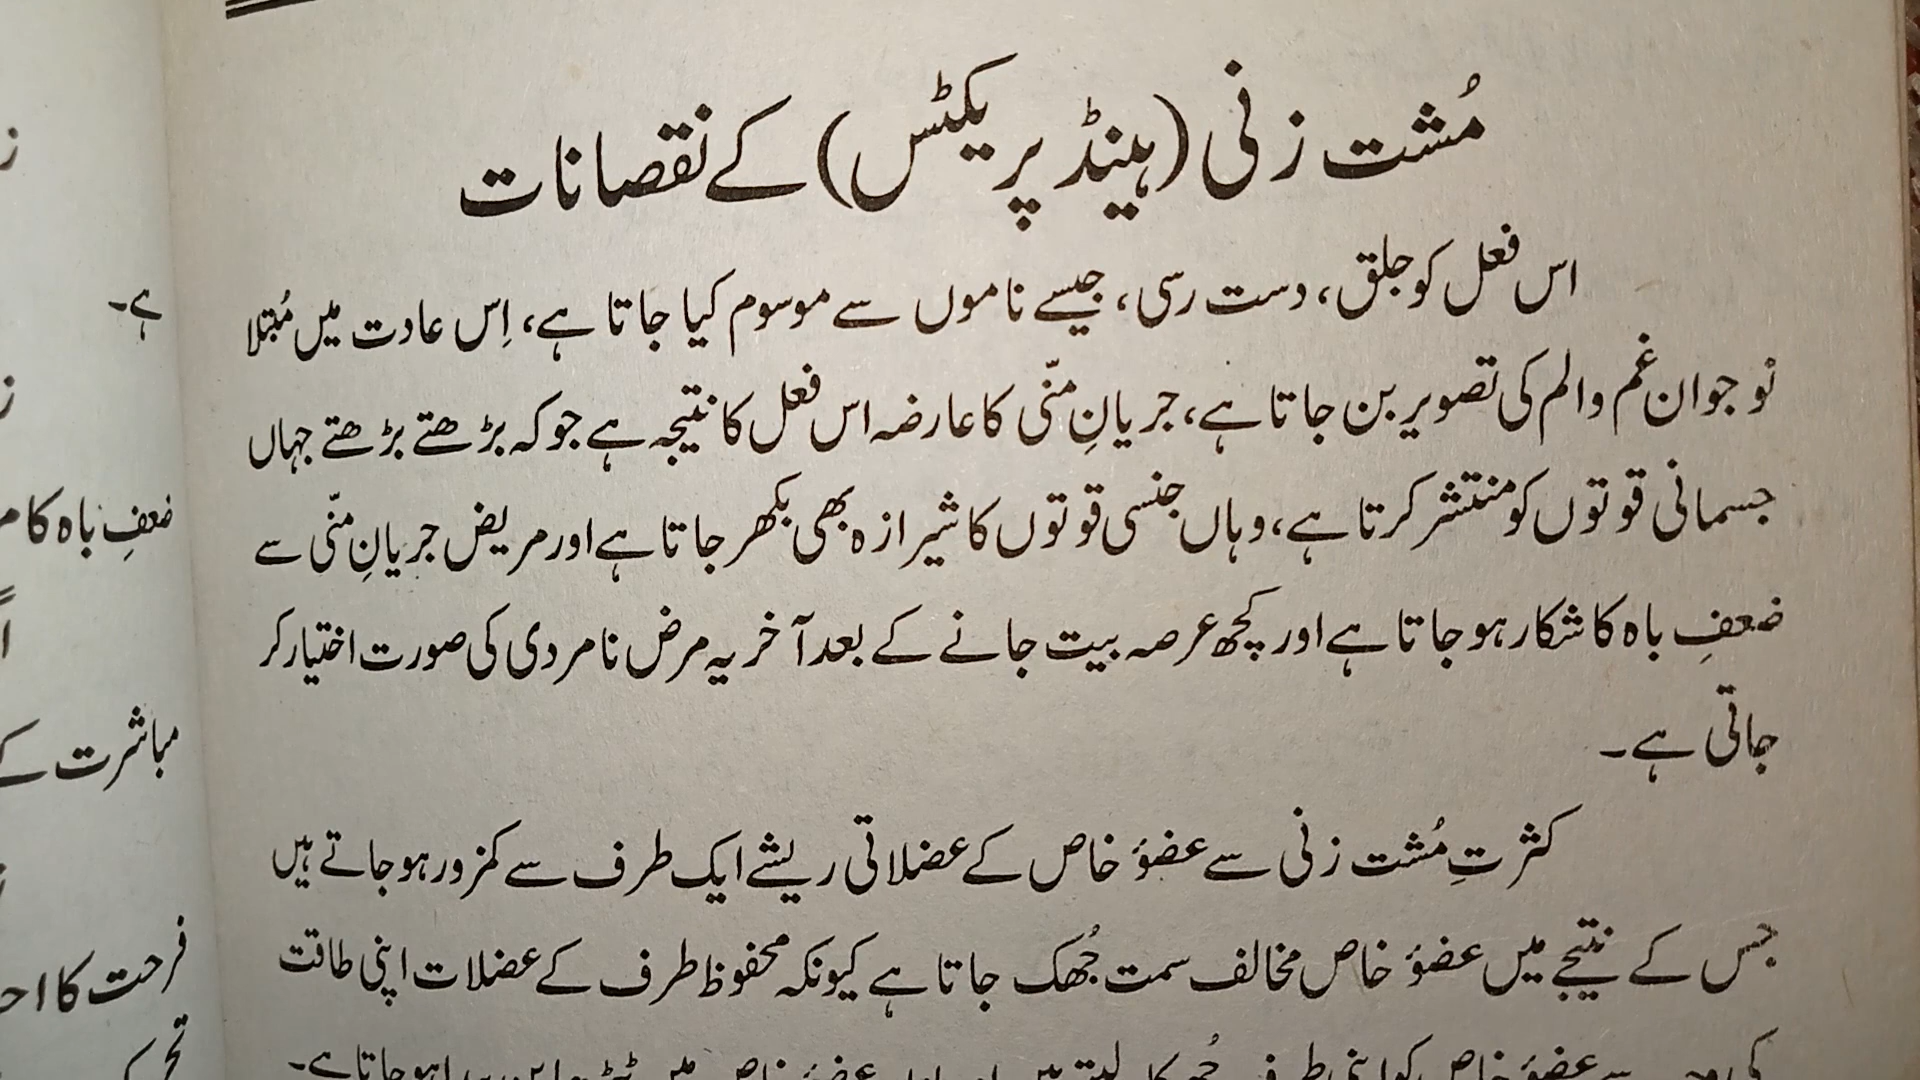 مُشت زنی (ہینڈ پریکٹس) کے نقصانات
اس فعل کو جلق، دست رسی، جیسے ناموں سے موسوم کیا جاتا ہے، اِس عادت میں مُبتلا
نوجوان غم والم کی تصویر بن جاتا ہے، جریانِ منّی کا عارضہ اس فعل کا نتیجہ ہے جو کہ بڑھتے بڑھتے جہاں
جسمانی قوتوں کو منتشر کرتا ہے، وہاں جنسی قوتوں کا شیرازہ بھی بکھر جاتا ہے اور مریض جریانِ منّی سے
ضعفِ باہ کا شکار ہو جاتا ہے اور کچھ عرصہ بیت جانے کے بعد آخر یہ مرض نامردی کی صورت اختیار کر
جاتی ہے۔
کثرتِ مُشت زنی سے عضوٴ خاص کے عضلاتی ریشے ایک طرف سے کمزور ہو جاتے ہیں
جس کے نتیجے میں عضوٴ خاص مخالف سمت جُھک جاتا ہے کیونکہ محفوظ طرف کے عضلات اپنی طاقت
ہے۔
ضعفِ باہ کا
مباشرت کے
فرحت کا